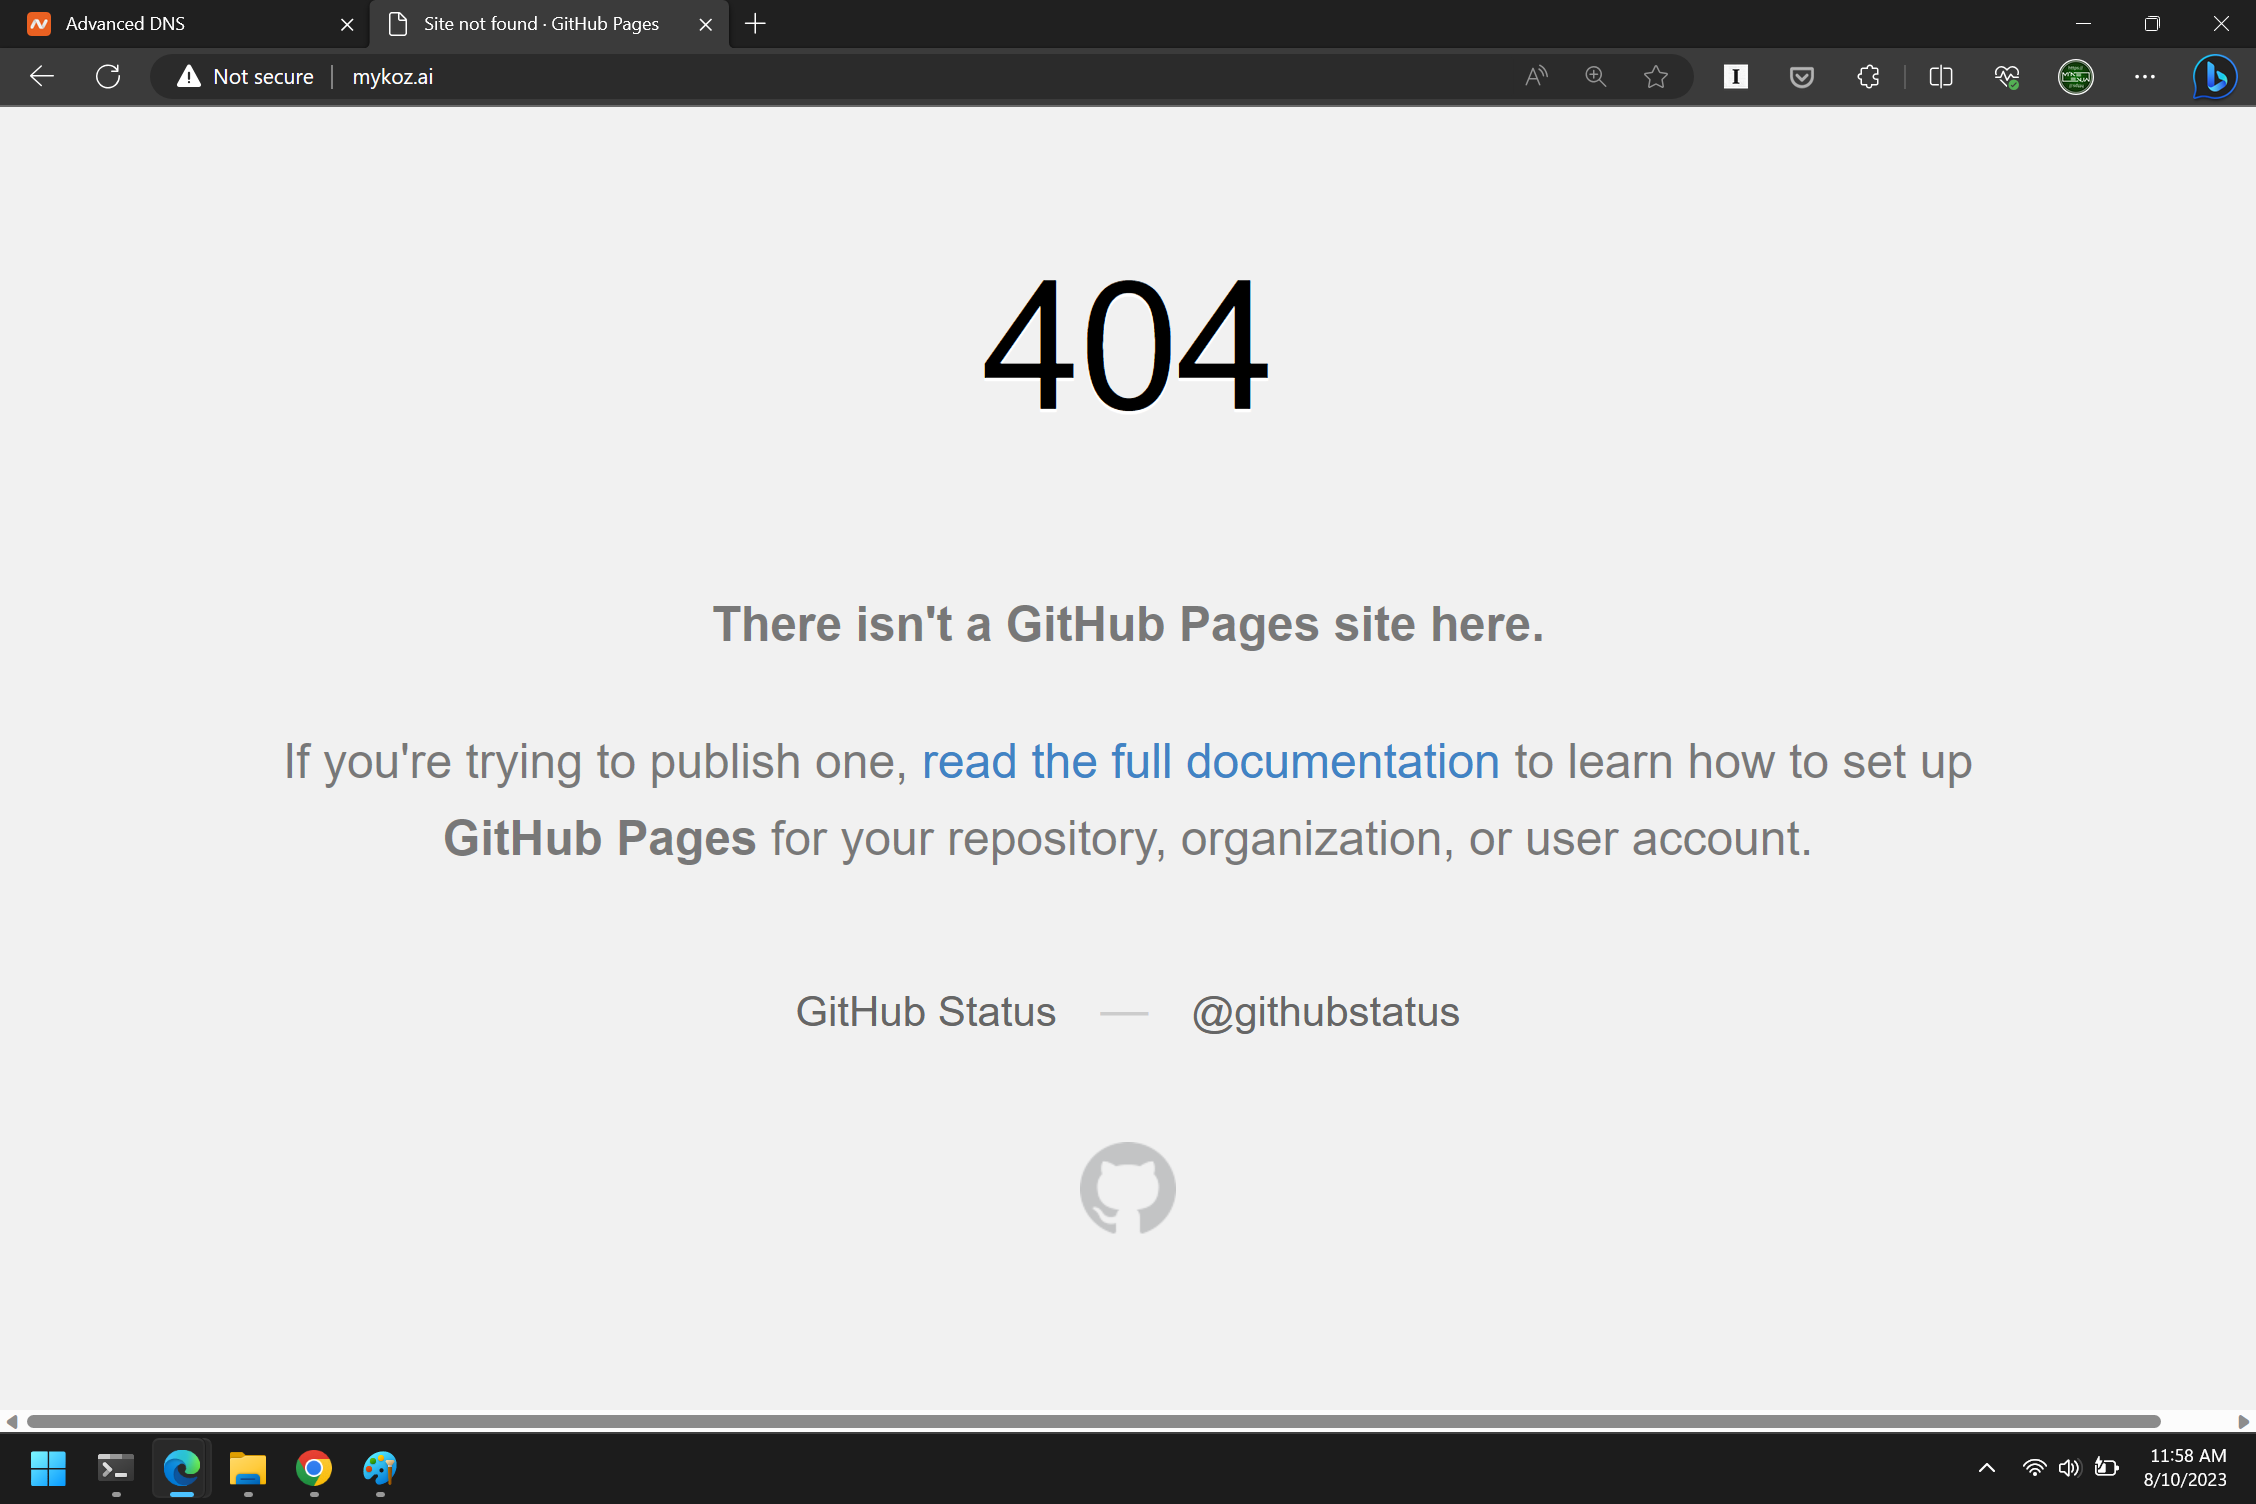 Advanced DNS
Site not found · GitHub Pages
Not secure
mykoz.ai
404
There isn't a GitHub Pages site here.
If you're trying to publish one, read the full documentation to learn how to set up
GitHub Pages for your repository, organization, or user account.
GitHub Status — @githubstatus
11:58 AM
8/10/2023